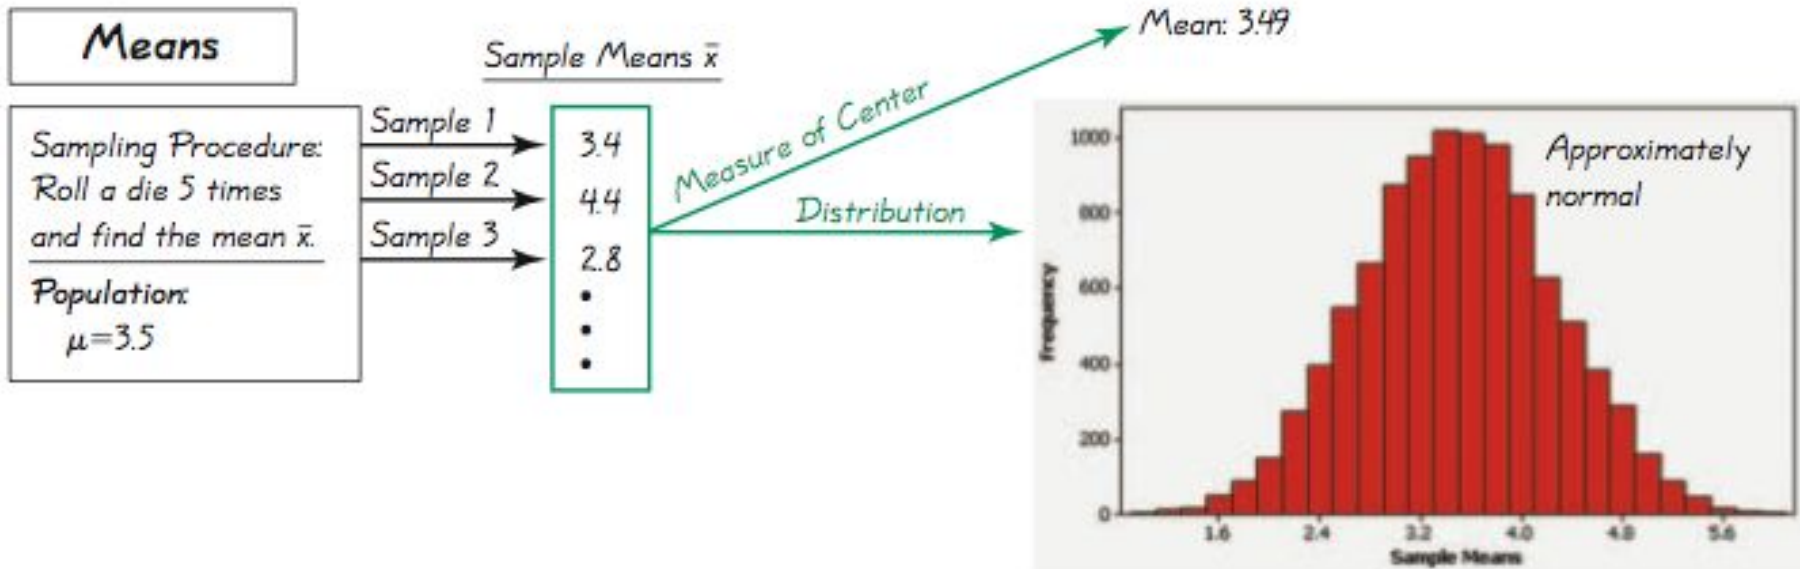 Means
Sample Means x̄
Mean: 3.49
Sampling Procedure:
Roll a die 5 times
and find the mean x̄.
Population:
μ=3.5
Sample 1
Sample 2
Sample 3
3.4
4.4
2.8
Measure of Center
Distribution
Approximately
normal
1000
800
600
400
200
0
Frequency
1.6 2.4 3.2 4.0 4.8 5.6
Sample Means